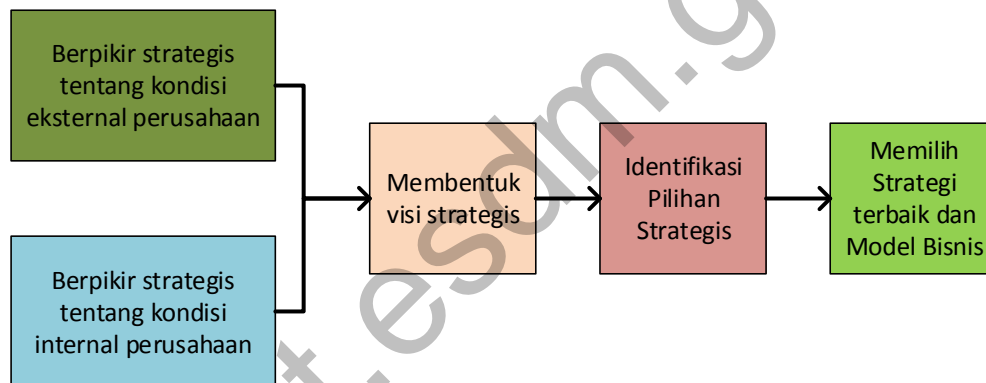 Berpikir strategis
tentang kondisi
eksternal perusahaan
Berpikir strategis
tentang kondisi
internal perusahaan
Membentuk
visi strategis
Identifikasi
Pilihan
Strategis
Memilih
Strategi
terbaik dan
Model Bisnis
t.esdm.g